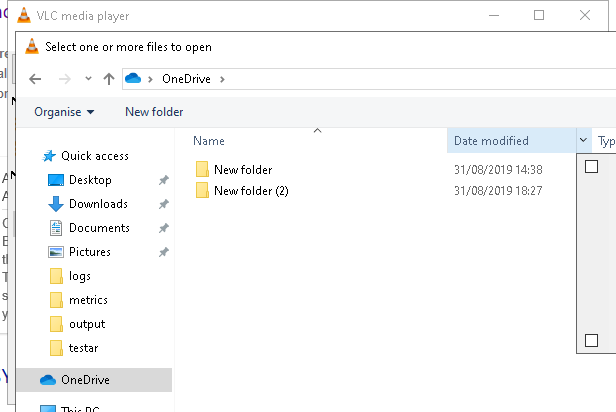 VLC media player
Select one or more files to open
OneDrive
Organise
New folder
Name
Date modified
Typ
Quick access
Desktop
Downloads
Documents
Pictures
logs
metrics
output
testar
OneDrive
This PC
New folder
31/08/2019 14:38
New folder (2)
31/08/2019 18:27